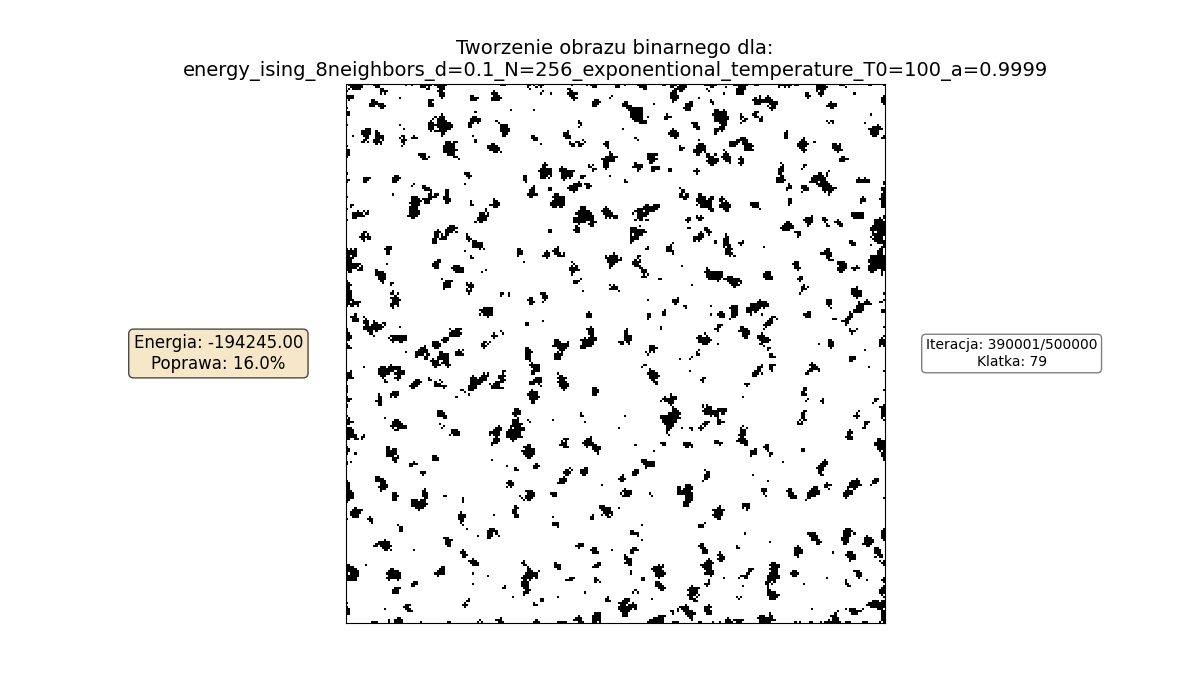 Tworzenie obrazu binarnego dla:
energy_ising_8neighbors_d=0.1_N=256_exponentional_temperature_T0=100_a=0.9999
Energia: -194245.00
Poprawa: 16.0%
Iteracja: 390001/500000
Klatka: 79